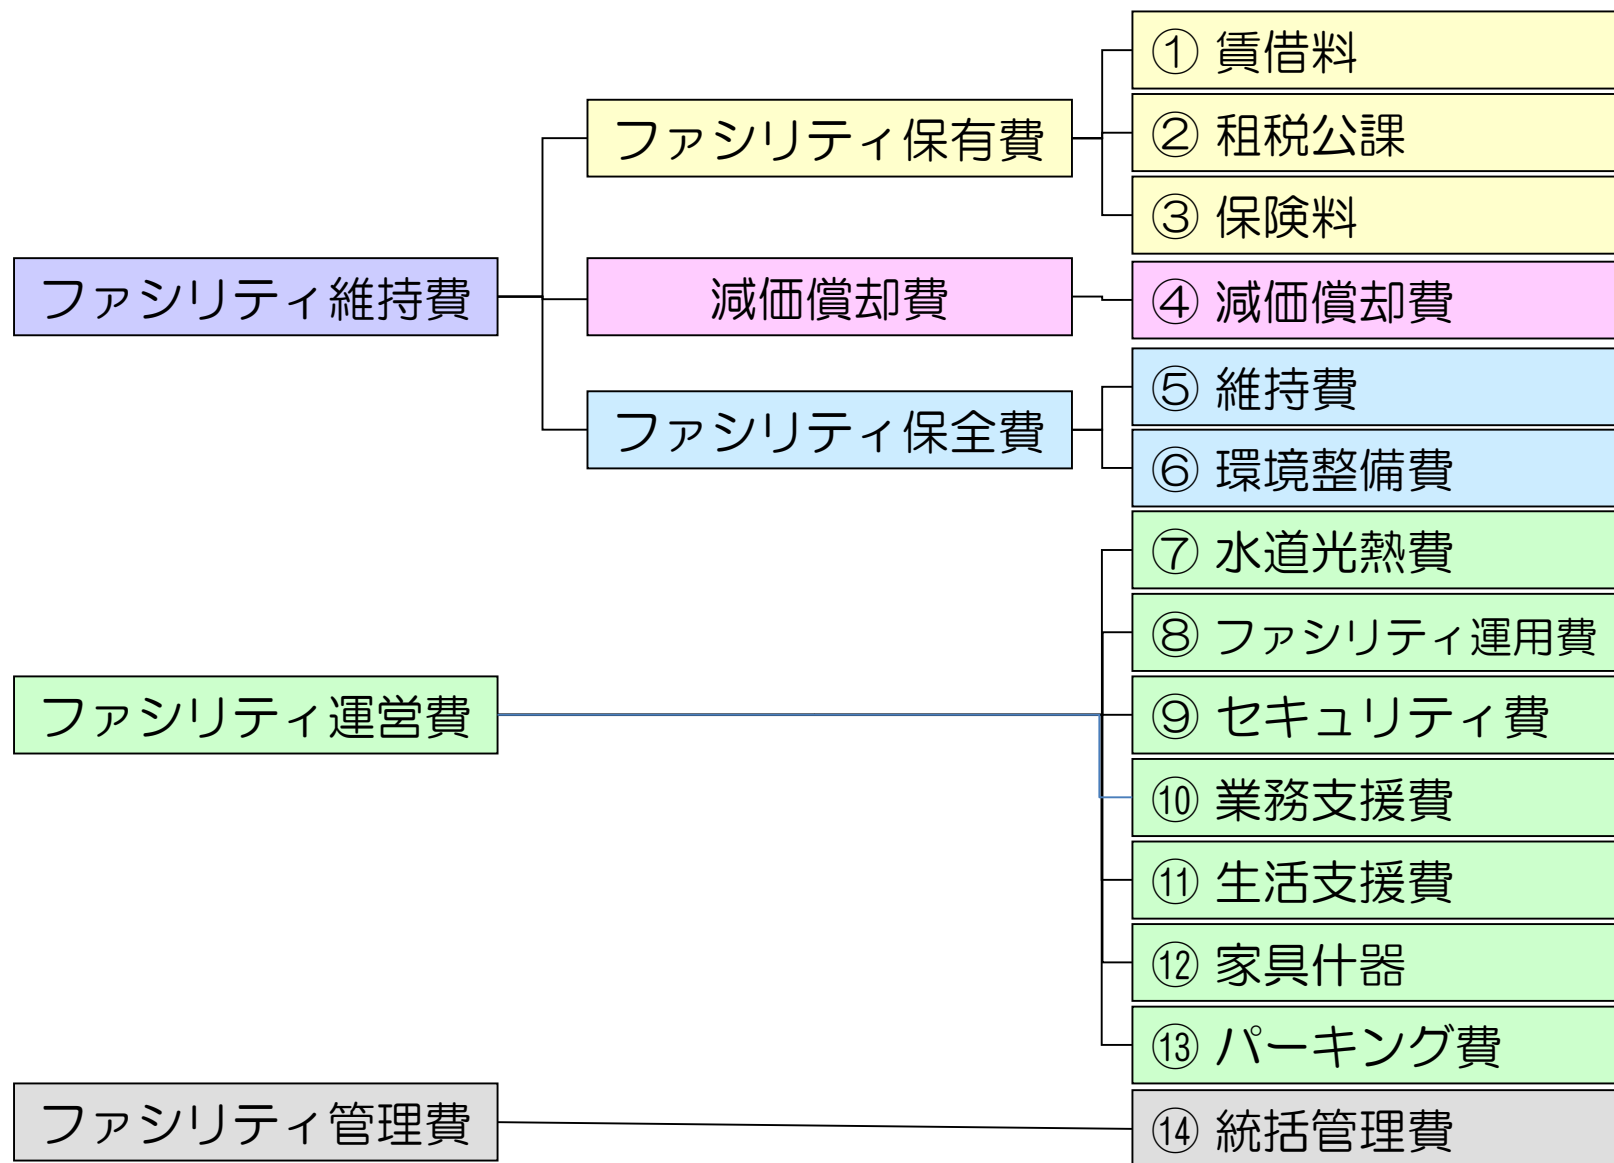 ファシリティ維持費
ファシリティ保有費
① 賃借料
② 租税公課
③ 保険料
減価償却費
④ 減価償却費
ファシリティ保全費
⑤ 維持費
⑥ 環境整備費
ファシリティ運営費
⑦ 水道光熱費
⑧ ファシリティ運用費
⑨ セキュリティ費
⑩ 業務支援費
⑪ 生活支援費
⑫ 家具什器
⑬ パーキング費
ファシリティ管理費
⑭ 統括管理費